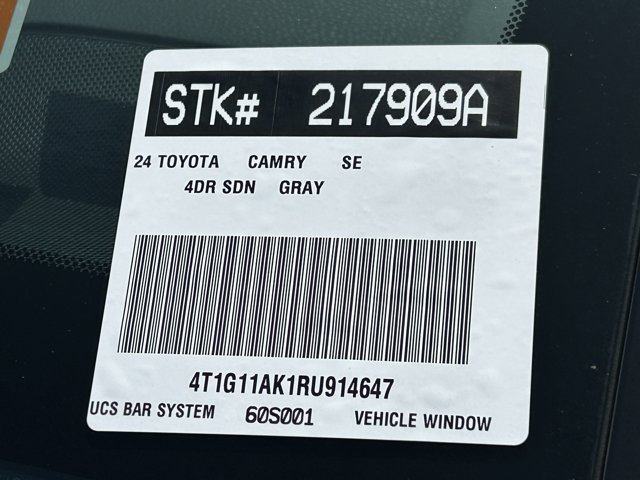 STK# 217909A
24 TOYOTA CAMRY SE
4DR SDN GRAY
4T1G11AK1RU914647
UCS BAR SYSTEM 60S001 VEHICLE WINDOW